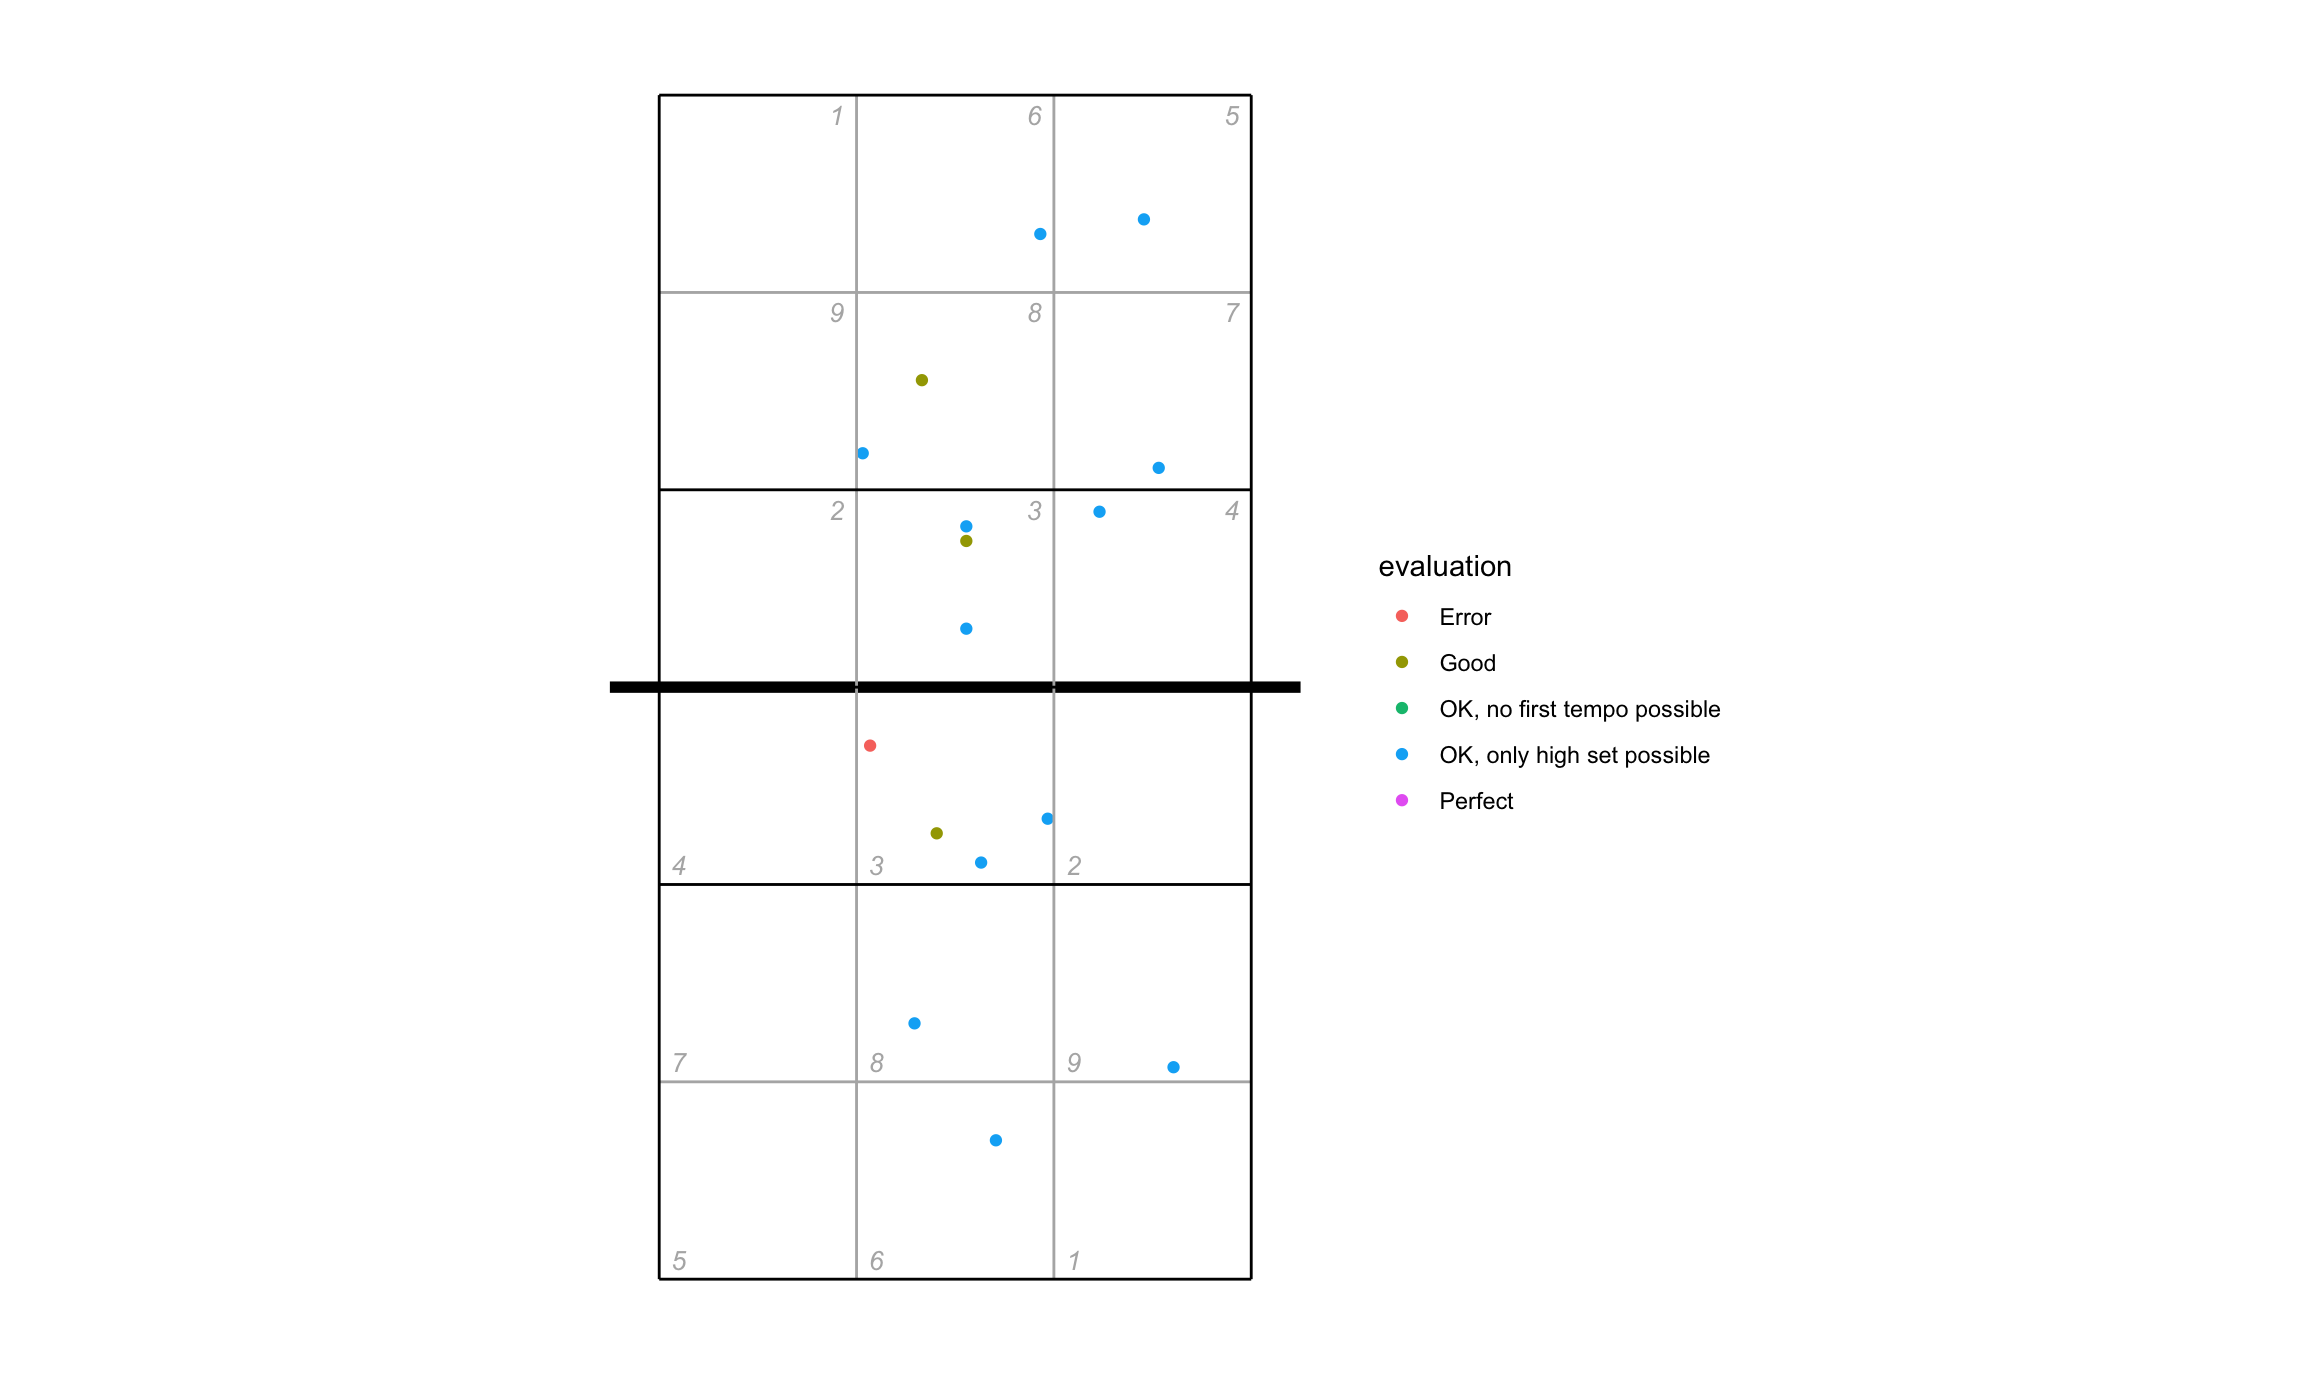 1 6 5
9 8 7
2 3 4
4 3 2
7 8 9
5 6 1
evaluation
Error
Good
OK, no first tempo possible
OK, only high set possible
Perfect